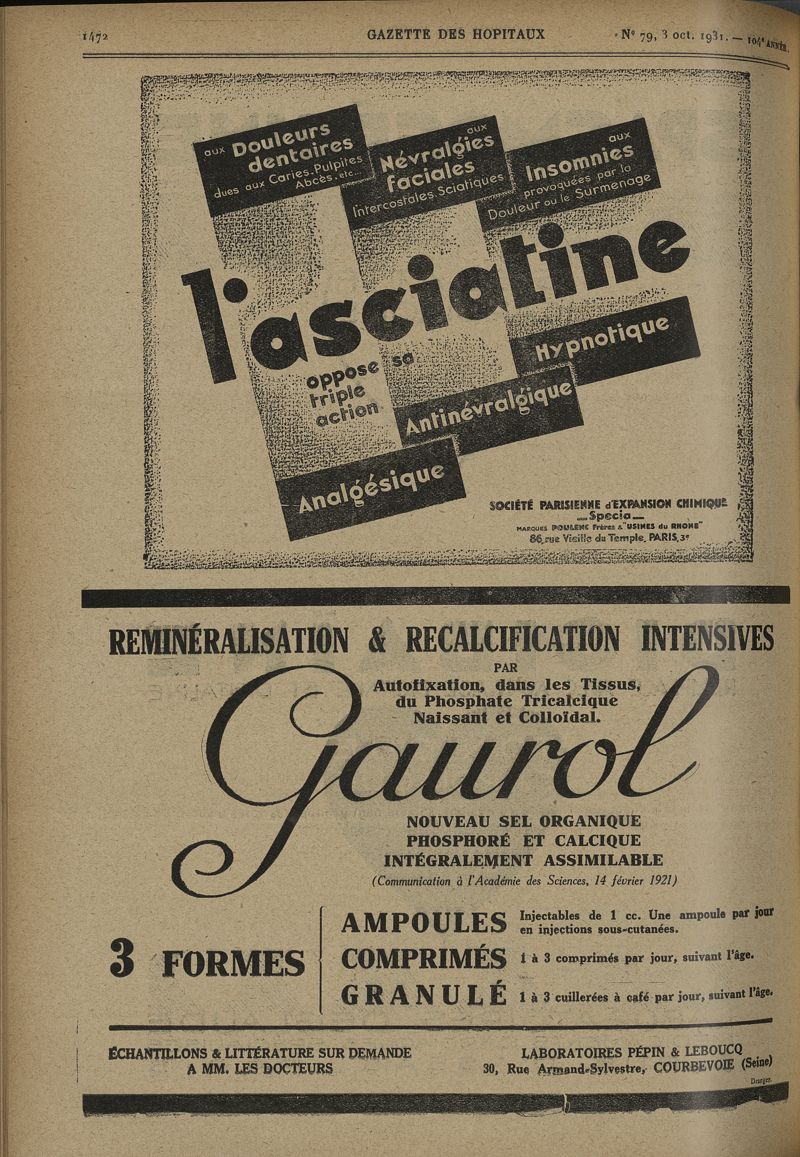 1472
GAZETTE DES HOPITAUX
Nº 79, 3 oct. 1931. — 104e ANNÉE.
aux Douleurs
dentaires
dues aux Caries. Pulpites
Abcès. etc...
aux
Névralgies
faciales
Intercostales. Sciatiques
aux
Insomnies
provoquées par la
Douleur ou le Surmenage
l'asciatine
oppose sa
triple
action
Hypnotique
Antinévralgique
Analgésique
SOCIÉTÉ PARISIENNE d'EXPANSION CHIMIQUE
Specia
MARQUES POULENC Frères & "USINES du RHONE"
86, rue Vieille du Temple, PARIS, 3e
REMINÉRALISATION & RECALCIFICATION INTENSIVES
PAR
Autofixation, dans les Tissus,
du Phosphate Tricalcique
Naissant et Colloïdal.
Gaurol
NOUVEAU SEL ORGANIQUE
PHOSPHORÉ ET CALCIQUE
INTÉGRALEMENT ASSIMILABLE
(Communication à l'Académie des Sciences, 14 février 1921)
3 FORMES
AMPOULES Injectables de 1 cc. Une ampoule par jour
en injections sous-cutanées.
COMPRIMÉS 1 à 3 comprimés par jour, suivant l'âge.
GRANULÉ 1 à 3 cuillerées à café par jour, suivant l'âge.
ÉCHANTILLONS & LITTÉRATURE SUR DEMANDE
A MM. LES DOCTEURS
LABORATOIRES PÉPIN & LEBOUCQ
30, Rue Armand-Sylvestre, COURBEVOIE (Seine)